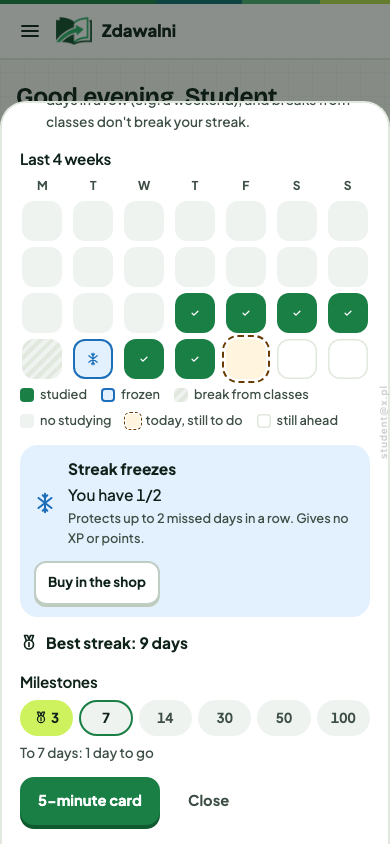 Zdawalni
Good evening, Student
days in a row (e.g. a weekend), and breaks from
classes don't break your streak.
Last 4 weeks
M T W T F S S
studied frozen break from classes
no studying today, still to do still ahead
student@x.pl
Streak freezes
You have 1/2
Protects up to 2 missed days in a row. Gives no
XP or points.
Buy in the shop
Best streak: 9 days
Milestones
3 7 14 30 50 100
To 7 days: 1 day to go
5-minute card Close